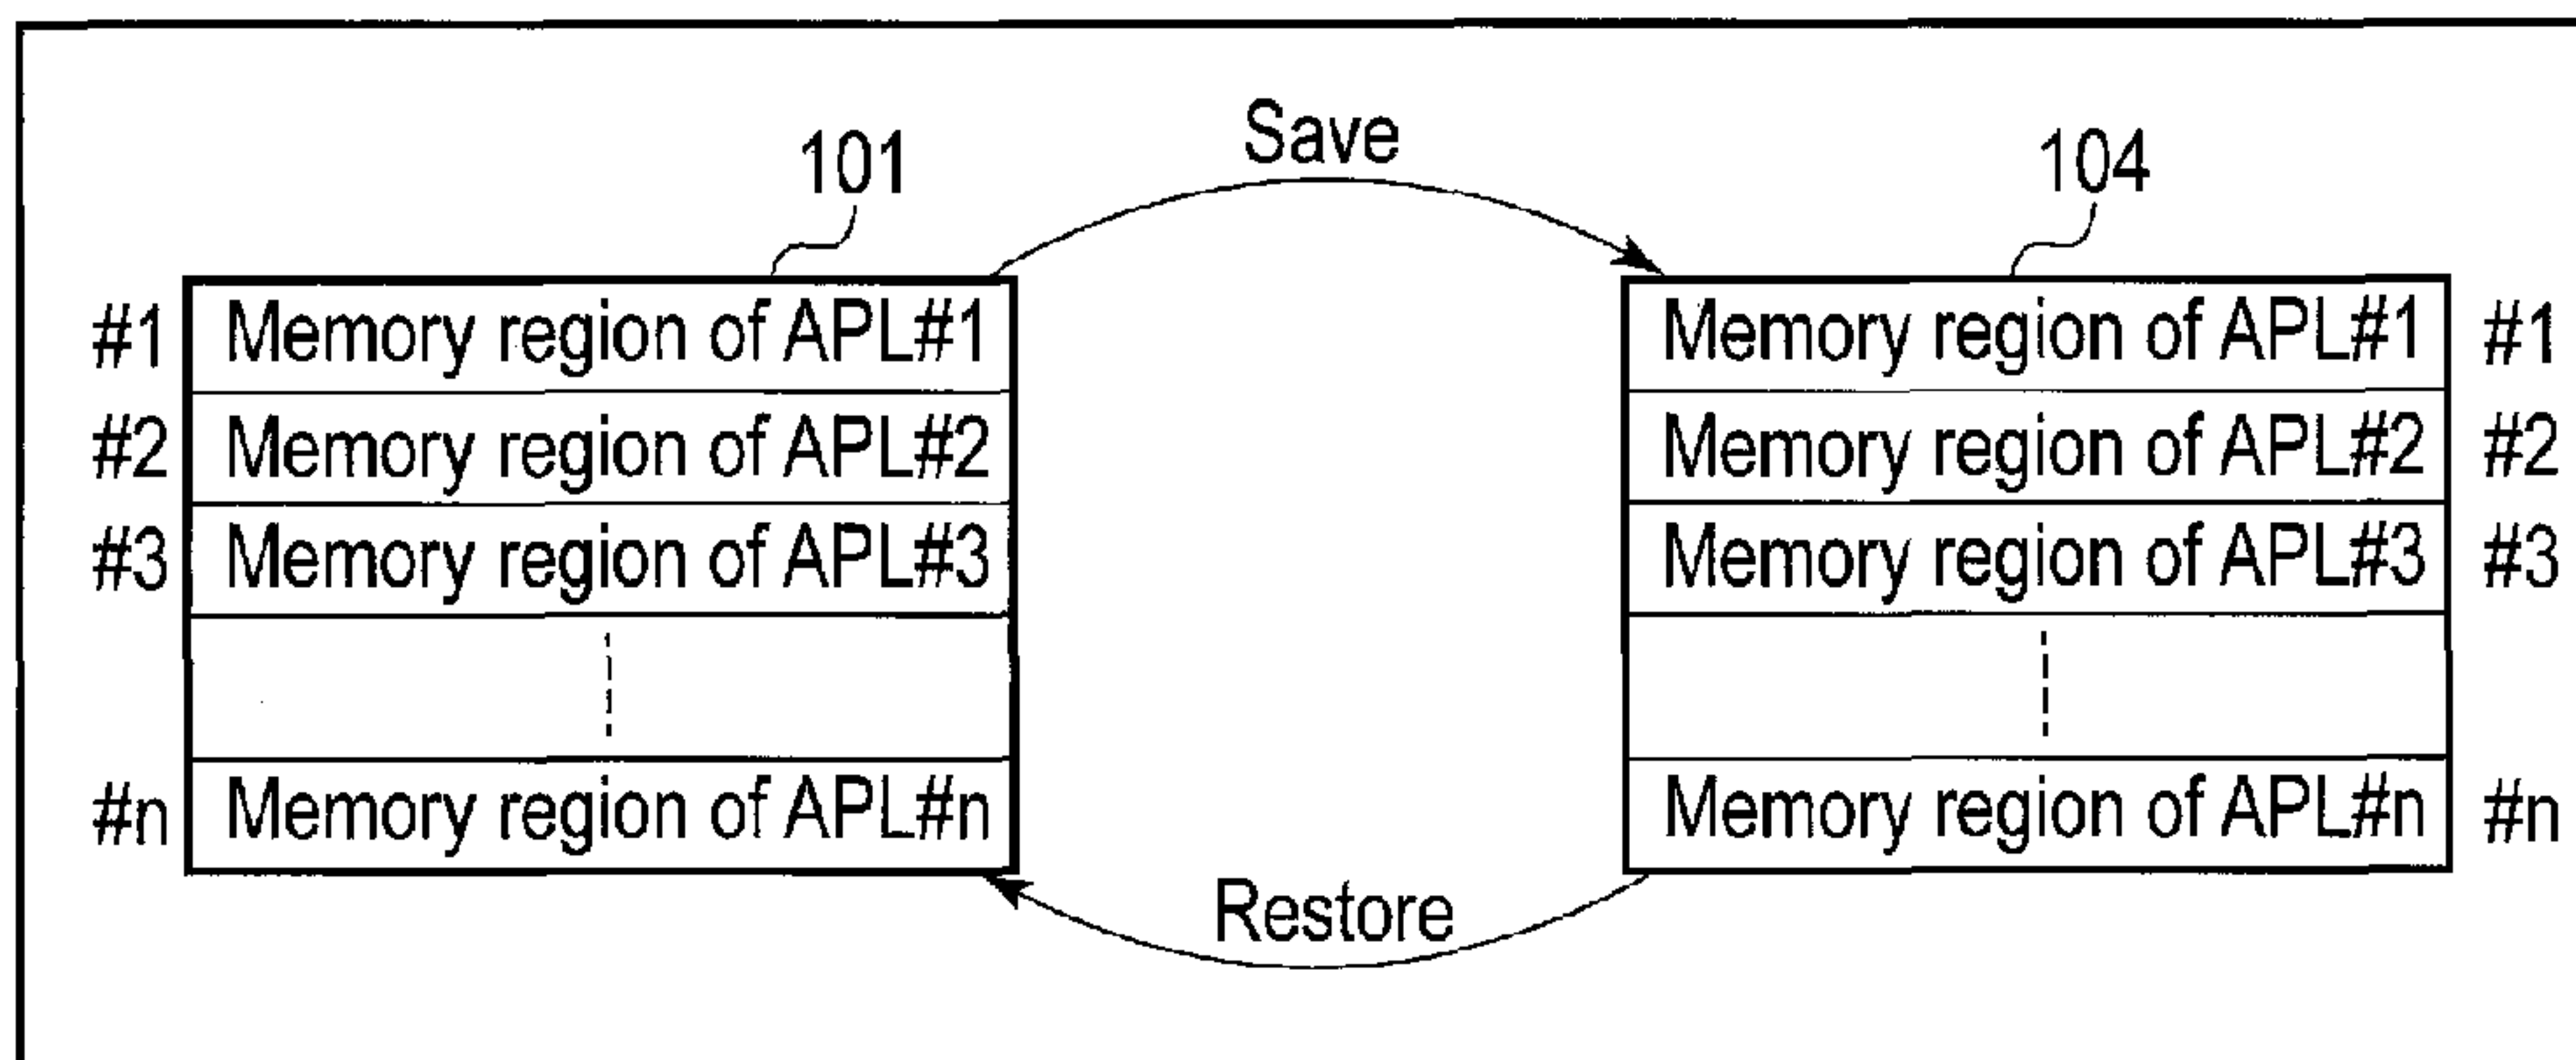 Save
101 104
#1 Memory region of APL#1 Memory region of APL#1 #1
#2 Memory region of APL#2 Memory region of APL#2 #2
#3 Memory region of APL#3 Memory region of APL#3 #3
#n Memory region of APL#n Memory region of APL#n #n
Restore